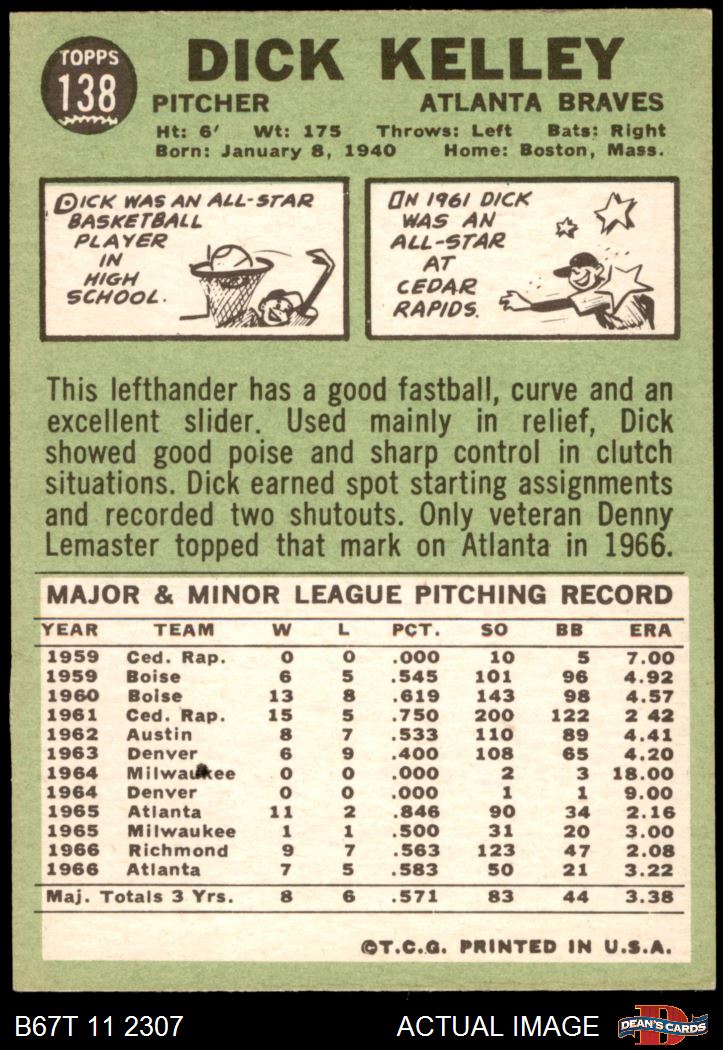 TOPPS
138
DICK KELLEY
PITCHER ATLANTA BRAVES
Ht: 6' Wt: 175 Throws: Left Bats: Right
Born: January 8, 1940 Home: Boston, Mass.
DICK WAS AN ALL-STAR
BASKETBALL
PLAYER
IN
HIGH
SCHOOL.
IN 1961 DICK
WAS AN
ALL-STAR
AT
CEDAR
RAPIDS.
This lefthander has a good fastball, curve and an
excellent slider. Used mainly in relief, Dick
showed good poise and sharp control in clutch
situations. Dick earned spot starting assignments
and recorded two shutouts. Only veteran Denny
Lemaster topped that mark on Atlanta in 1966.
MAJOR & MINOR LEAGUE PITCHING RECORD
YEAR TEAM W L PCT. SO BB ERA
1959 Ced. Rap. 0 0 .000 10 5 7.00
1959 Boise 6 5 .545 101 96 4.92
1960 Boise 13 8 .619 143 98 4.57
1961 Ced. Rap. 15 5 .750 200 122 2 42
1962 Austin 8 7 .533 110 89 4.41
1963 Denver 6 9 .400 108 65 4.20
1964 Milwaukee 0 0 .000 2 3 18.00
1964 Denver 0 0 .000 1 1 9.00
1965 Atlanta 11 2 .846 90 34 2.16
1965 Milwaukee 1 1 .500 31 20 3.00
1966 Richmond 9 7 .563 123 47 2.08
1966 Atlanta 7 5 .583 50 21 3.22
Maj. Totals 3 Yrs. 8 6 .571 83 44 3.38
©T.C.G. PRINTED IN U.S.A.
B67T 11 2307 ACTUAL IMAGE
D
DEAN'S CARDS